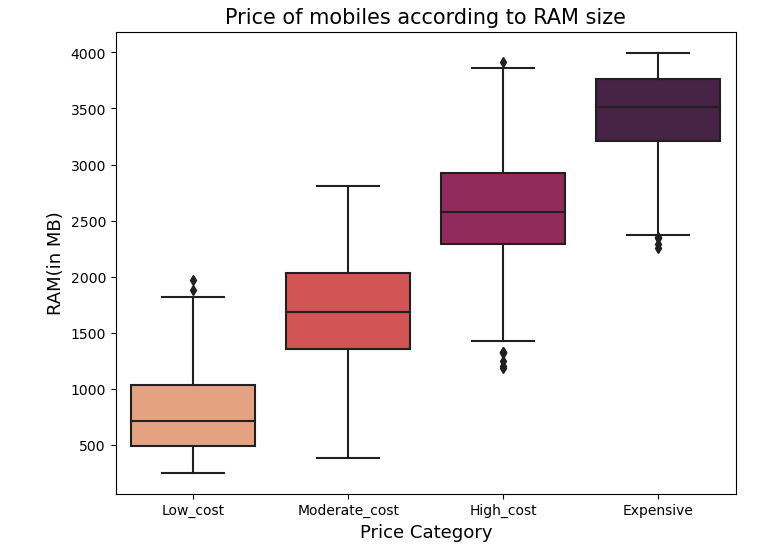 Price of mobiles according to RAM size
RAM(in MB)
4000
3500
3000
2500
2000
1500
1000
500
Low_cost Moderate_cost High_cost Expensive
Price Category